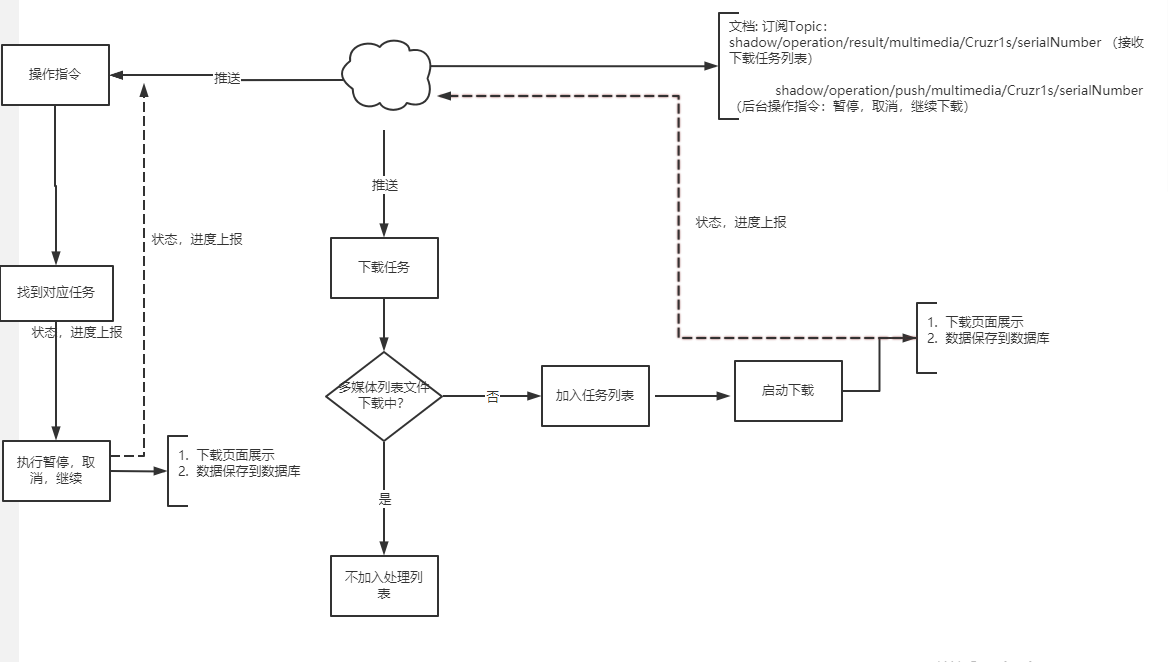 文档: 订阅Topic:
shadow/operation/result/multimedia/Cruzr1s/serialNumber （接收
下载任务列表）
shadow/operation/push/multimedia/Cruzr1s/serialNumber
（后台操作指令：暂停，取消，继续下载）
操作指令
推送
推送
状态，进度上报
状态，进度上报
下载任务
找到对应任务
状态，进度上报
1. 下载页面展示
2. 数据保存到数据库
多媒体列表文件
下载中?
否
加入任务列表
启动下载
执行暂停，取
消，继续
1. 下载页面展示
2. 数据保存到数据库
是
不加入处理列
表